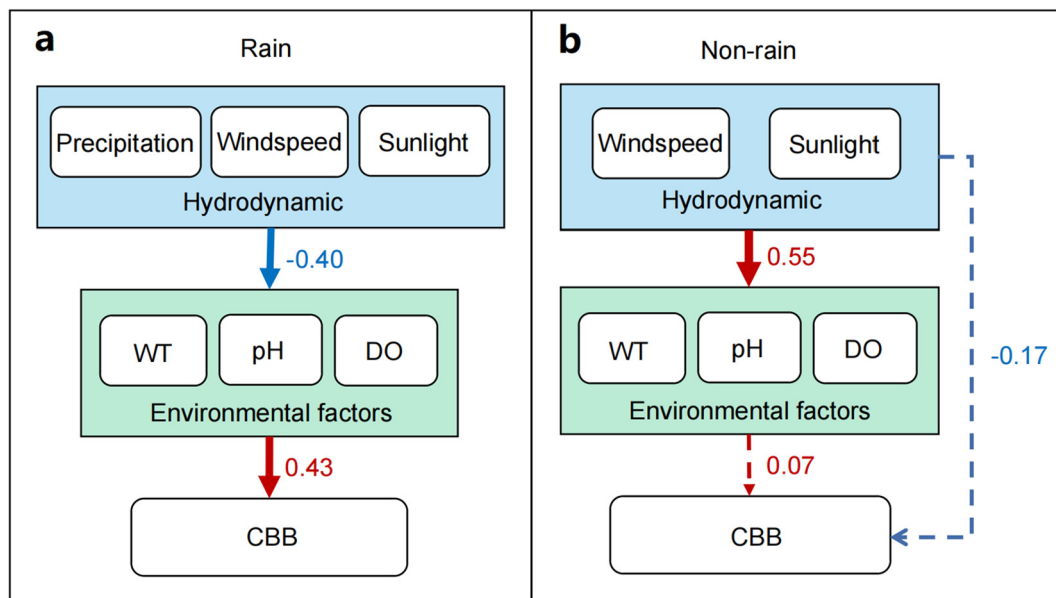 a
Rain
Precipitation
Windspeed
Sunlight
Hydrodynamic
-0.40
WT
pH
DO
Environmental factors
0.43
CBB
b
Non-rain
Windspeed
Sunlight
Hydrodynamic
0.55
WT
pH
DO
Environmental factors
-0.17
0.07
CBB